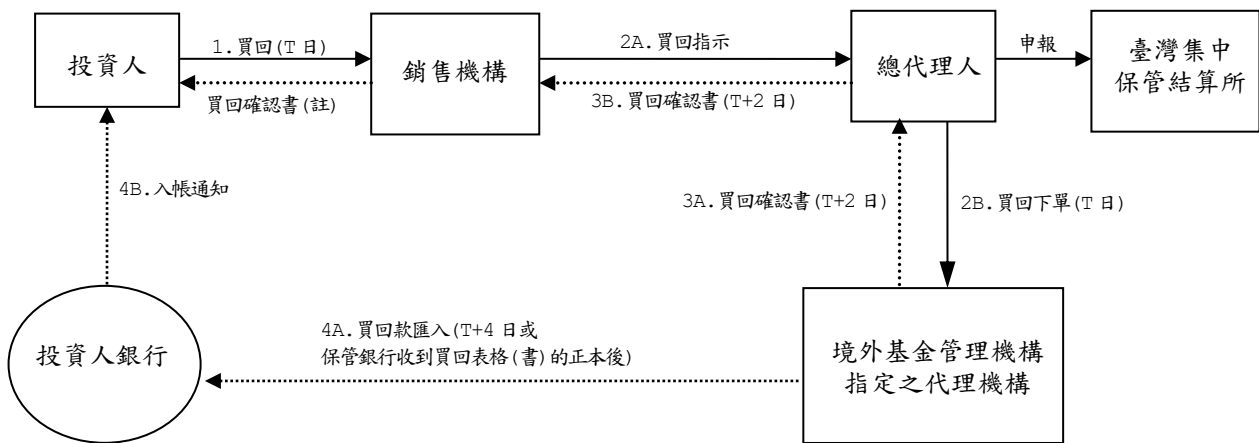 投資人
1.買回(T 日)
買回確認書(註)
銷售機構
2A.買回指示
3B.買回確認書(T+2 日)
總代理人
申報
臺灣集中
保管結算所
4B.入帳通知
3A.買回確認書(T+2 日)
2B.買回下單(T 日)
投資人銀行
4A.買回款匯入(T+4 日或
保管銀行收到買回表格(書)的正本後)
境外基金管理機構
指定之代理機構